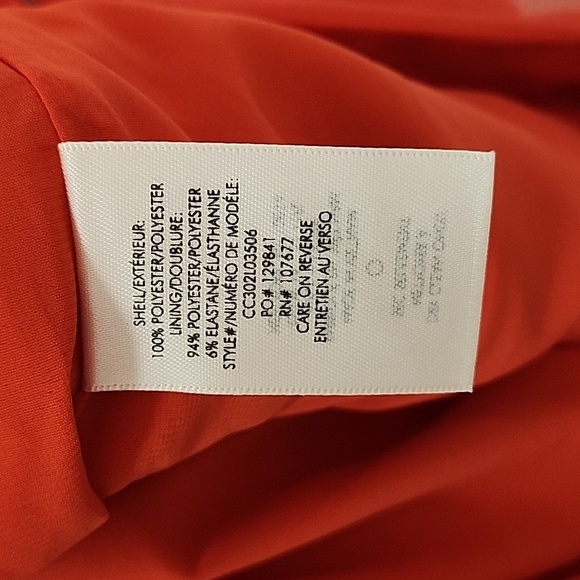 SHELL/EXTÉRIEUR:
100% POLYESTER/POLYESTER
LINING/DOUBLURE:
94% POLYESTER/POLYESTER
6% ELASTANE/ÉLASTHANNE
STYLE#/NUMÉRO DE MODÈLE:
CC302L03506
PO# 129841
RN# 107677
CARE ON REVERSE
ENTRETIEN AU VERSO